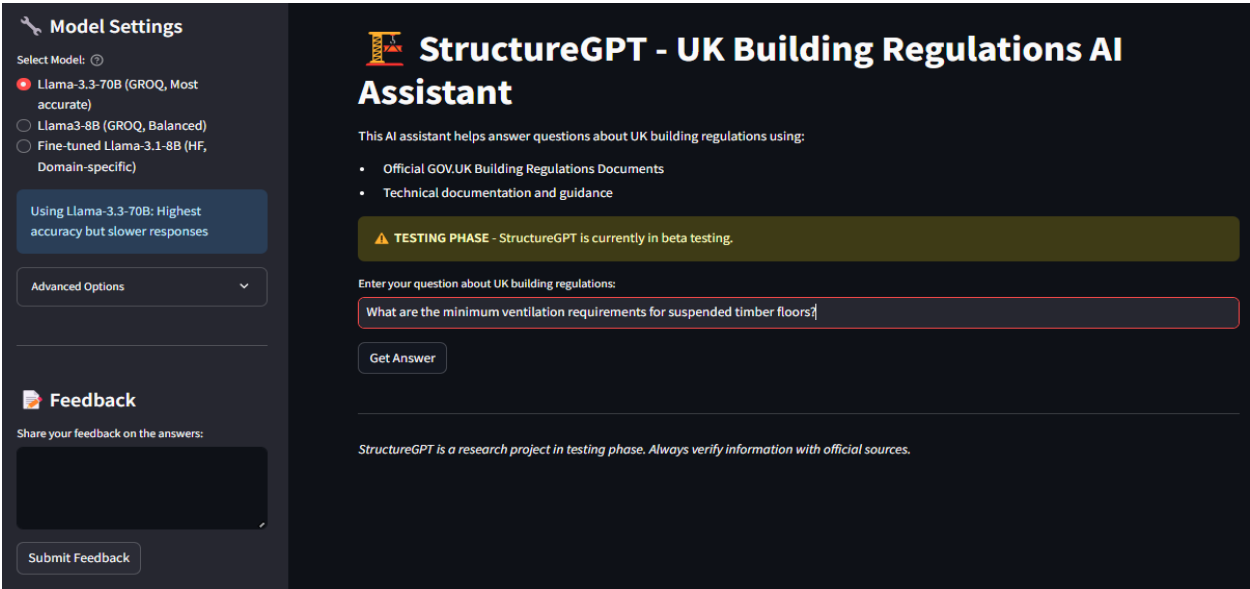 Model Settings
Select Model:
Llama-3.3-70B (GROQ, Most
accurate)
Llama3-8B (GROQ, Balanced)
Fine-tuned Llama-3.1-8B (HF,
Domain-specific)
Using Llama-3.3-70B: Highest
accuracy but slower responses
Advanced Options
Feedback
Share your feedback on the answers:
Submit Feedback
StructureGPT - UK Building Regulations AI
Assistant
This AI assistant helps answer questions about UK building regulations using:
• Official GOV.UK Building Regulations Documents
• Technical documentation and guidance
TESTING PHASE - StructureGPT is currently in beta testing.
Enter your question about UK building regulations:
What are the minimum ventilation requirements for suspended timber floors?
Get Answer
StructureGPT is a research project in testing phase. Always verify information with official sources.